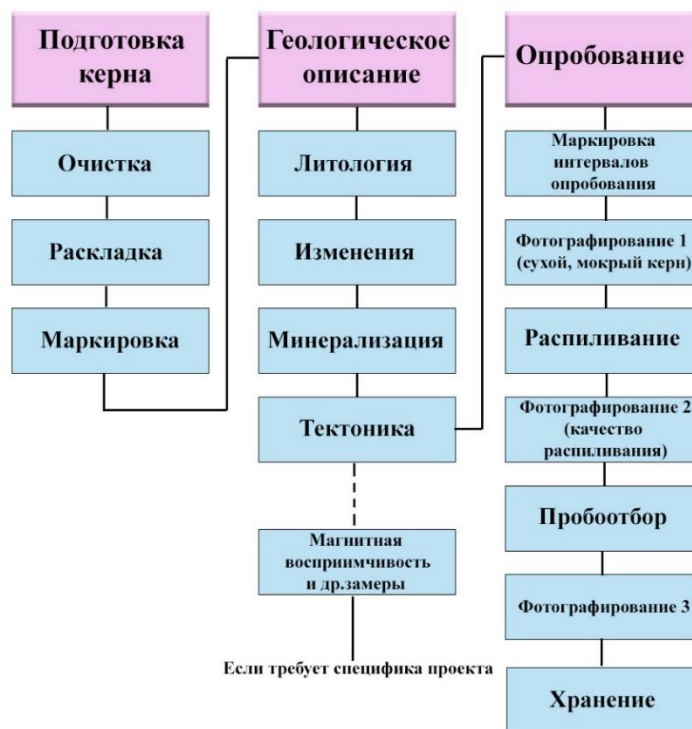 Подготовка
керна
Очистка
Раскладка
Маркировка
Геологическое
описание
Литология
Изменения
Минерализация
Тектоника
Магнитная
восприимчивость
и др.замеры
Если требует специфика проекта
Опробование
Маркировка
интервалов
опробования
Фотографирование 1
(сухой, мокрый керн)
Распиливание
Фотографирование 2
(качество
распиливания)
Пробоотбор
Фотографирование 3
Хранение